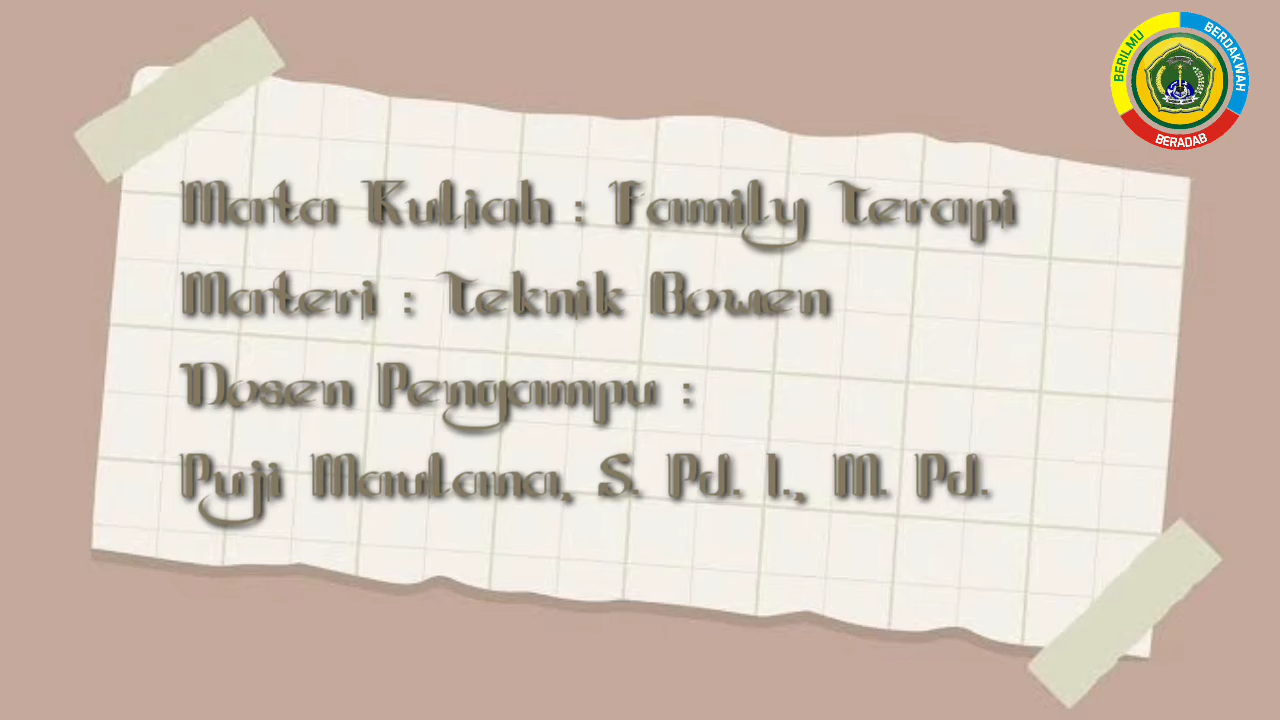 Mata Kuliah : Family Terapi
Materi : Teknik Bowen
Dosen Pengampu :
Puji Maulana, S. Pd. I., M. Pd.
BERILMU
BERDAKWAH
BERADAB